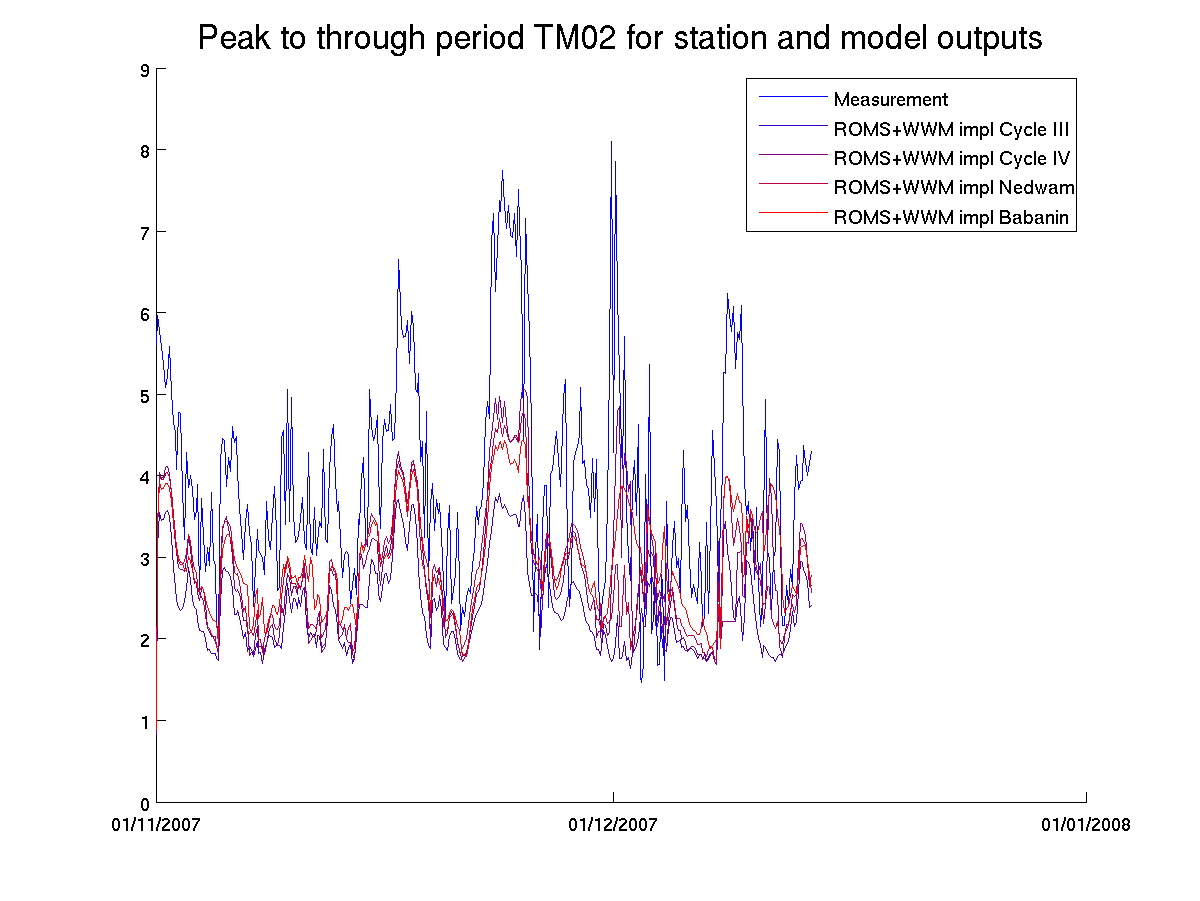 Peak to through period TM02 for station and model outputs
9
8
7
6
5
4
3
2
1
0
01/11/2007
01/12/2007
01/01/2008
Measurement
ROMS+WWM impl Cycle III
ROMS+WWM impl Cycle IV
ROMS+WWM impl Nedwam
ROMS+WWM impl Babanin